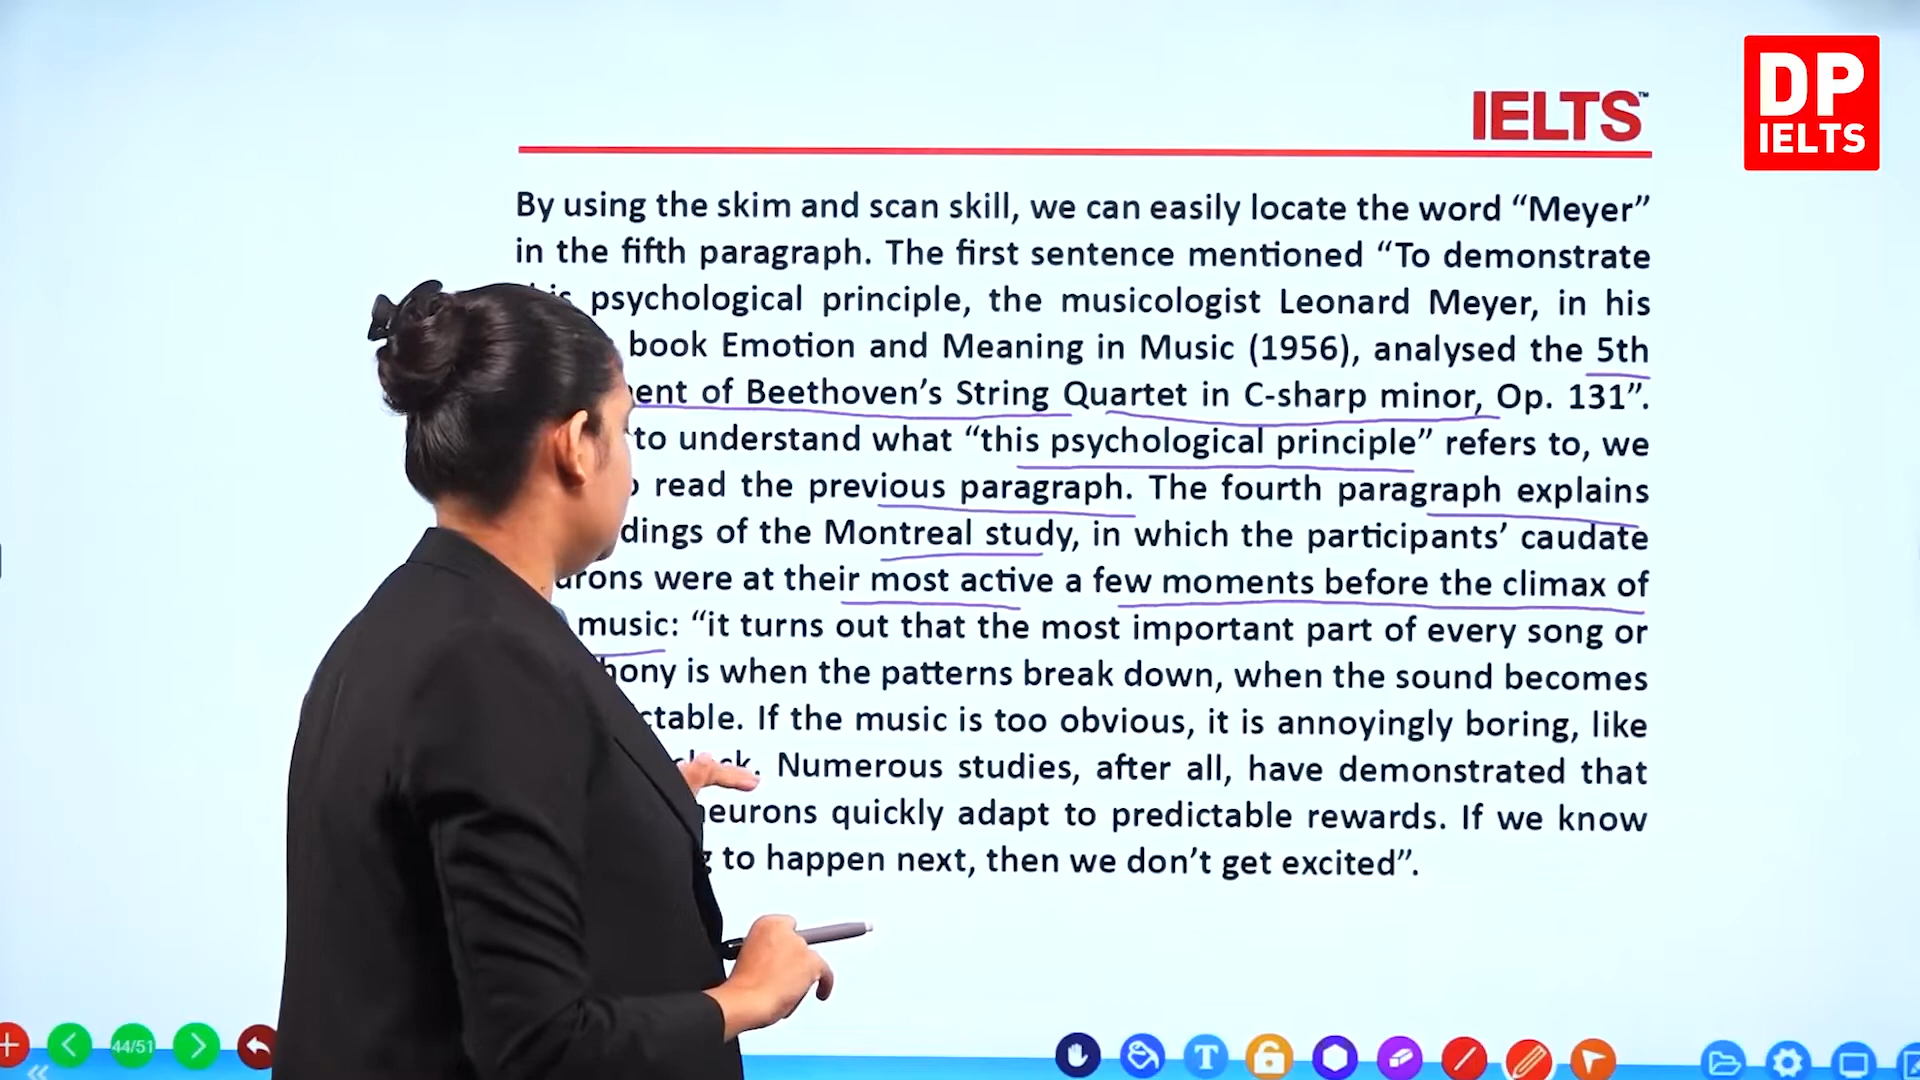 DP
IELTS
IELTS™
By using the skim and scan skill, we can easily locate the word “Meyer”
in the fifth paragraph. The first sentence mentioned “To demonstrate
psychological principle, the musicologist Leonard Meyer, in his
book Emotion and Meaning in Music (1956), analysed the 5th
of Beethoven’s String Quartet in C-sharp minor, Op. 131”.
to understand what “this psychological principle” refers to, we
read the previous paragraph. The fourth paragraph explains
of the Montreal study, in which the participants’ caudate
were at their most active a few moments before the climax of
music: “it turns out that the most important part of every song or
is when the patterns break down, when the sound becomes
If the music is too obvious, it is annoyingly boring, like
Numerous studies, after all, have demonstrated that
neurons quickly adapt to predictable rewards. If we know
to happen next, then we don’t get excited”.
44/51
T